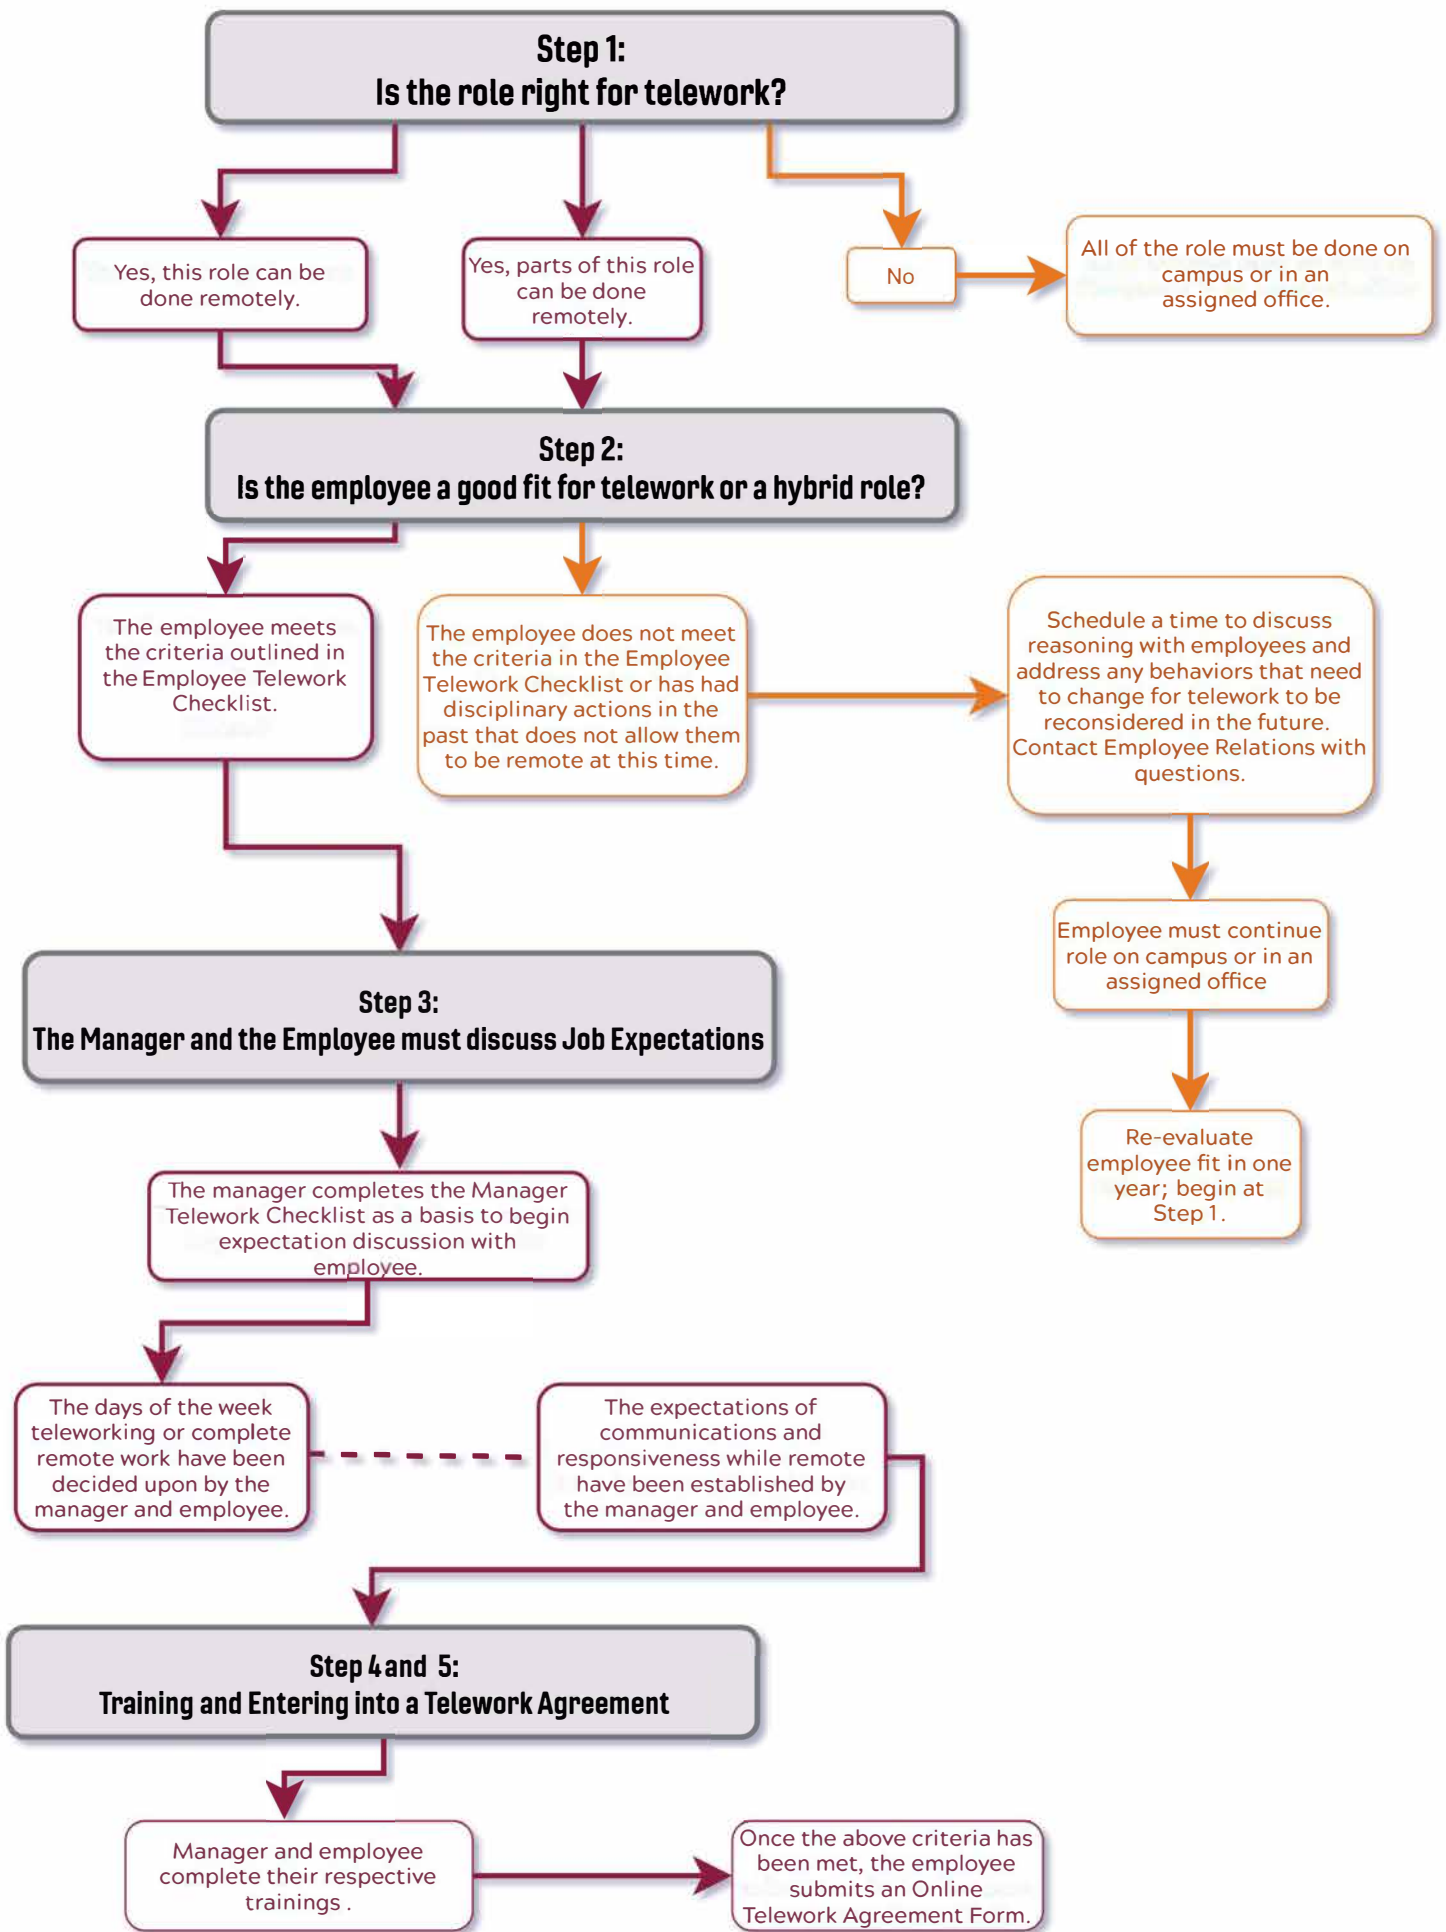 Step 1:
Is the role right for telework?
Yes, this role can be
done remotely.
Yes, parts of this role
can be done
remotely.
No
All of the role must be done on
campus or in an
assigned office.
Step 2:
Is the employee a good fit for telework or a hybrid role?
The employee meets
the criteria outlined in
the Employee Telework
Checklist.
The employee does not meet
the criteria in the Employee
Telework Checklist or has had
disciplinary actions in the
past that does not allow them
to be remote at this time.
Schedule a time to discuss
reasoning with employees and
address any behaviors that need
to change for telework to be
reconsidered in the future.
Contact Employee Relations with
questions.
Employee must continue
role on campus or in an
assigned office
Re-evaluate
employee fit in one
year; begin at
Step 1.
Step 3:
The Manager and the Employee must discuss Job Expectations
The manager completes the Manager
Telework Checklist as a basis to begin
expectation discussion with
employee.
The days of the week
teleworking or complete
remote work have been
decided upon by the
manager and employee.
The expectations of
communications and
responsiveness while remote
have been established by
the manager and employee.
Step 4 and 5:
Training and Entering into a Telework Agreement
Manager and employee
complete their respective
trainings .
Once the above criteria has
been met, the employee
submits an Online
Telework Agreement Form.